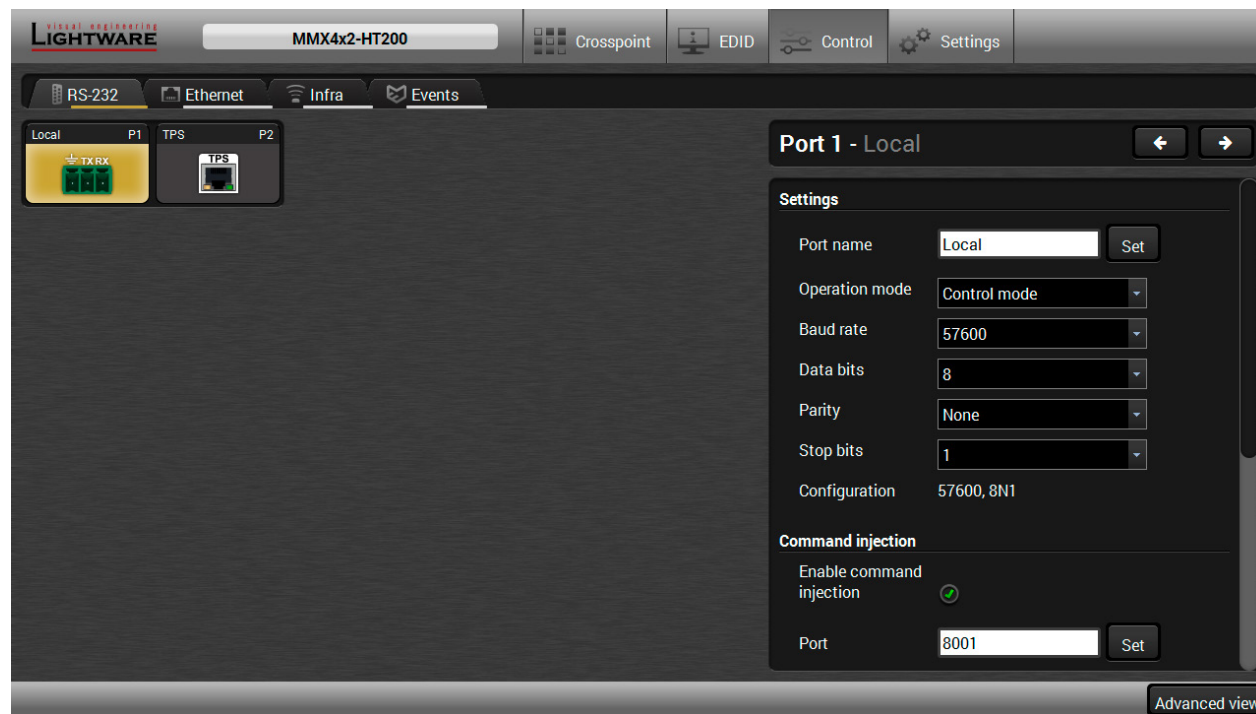 visual engineering
LIGHTWARE
MMX4x2-HT200
Crosspoint
EDID
Control
Settings
RS-232
Ethernet
Infra
Events
Local P1
TPS P2
TX RX
TPS
Port 1 - Local
Settings
Port name Local Set
Operation mode Control mode
Baud rate 57600
Data bits 8
Parity None
Stop bits 1
Configuration 57600, 8N1
Command injection
Enable command
injection
Port 8001 Set
Advanced view